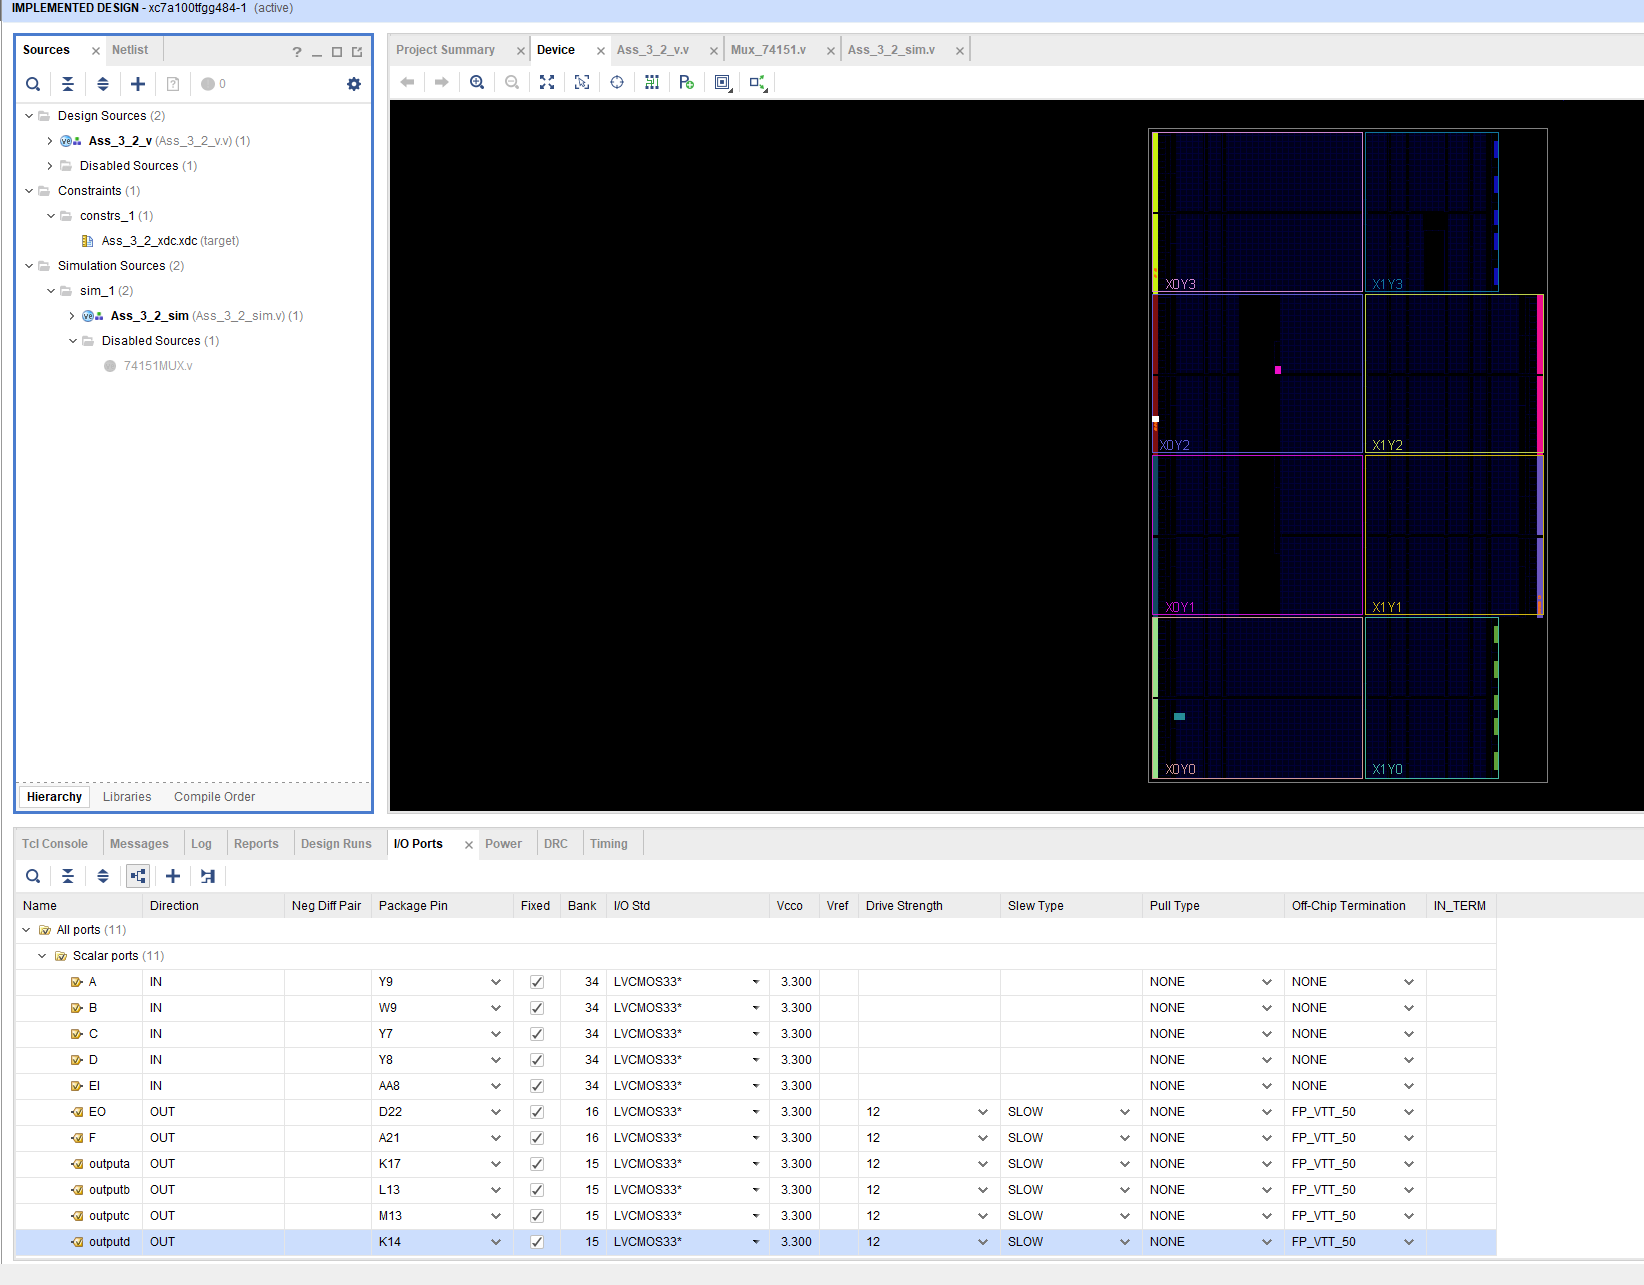 IMPLEMENTED DESIGN - xc7a100tfgg484-1 (active)
Sources Netlist
? 
0
Design Sources (2)
Ass_3_2_v (Ass_3_2_v.v) (1)
Disabled Sources (1)
Constraints (1)
constrs_1 (1)
Ass_3_2_xdc.xdc (target)
Simulation Sources (2)
sim_1 (2)
Ass_3_2_sim (Ass_3_2_sim.v) (1)
Disabled Sources (1)
74151MUX.v
Hierarchy Libraries Compile Order
Project Summary Device Ass_3_2_v.v Mux_74151.v Ass_3_2_sim.v
X0Y3 X1Y3
X0Y2 X1Y2
X0Y1 X1Y1
X0Y0 X1Y0
Tcl Console Messages Log Reports Design Runs I/O Ports Power DRC Timing
Name Direction Neg Diff Pair Package Pin Fixed Bank I/O Std Vcco Vref Drive Strength Slew Type Pull Type Off-Chip Termination IN_TERM
All ports (11)
Scalar ports (11)
A IN Y9 34 LVCMOS33* 3.300 NONE NONE
B IN W9 34 LVCMOS33* 3.300 NONE NONE
C IN Y7 34 LVCMOS33* 3.300 NONE NONE
D IN Y8 34 LVCMOS33* 3.300 NONE NONE
EI IN AA8 34 LVCMOS33* 3.300 NONE NONE
EO OUT D22 16 LVCMOS33* 3.300 12 SLOW NONE FP_VTT_50
F OUT A21 16 LVCMOS33* 3.300 12 SLOW NONE FP_VTT_50
outputa OUT K17 15 LVCMOS33* 3.300 12 SLOW NONE FP_VTT_50
outputb OUT L13 15 LVCMOS33* 3.300 12 SLOW NONE FP_VTT_50
outputc OUT M13 15 LVCMOS33* 3.300 12 SLOW NONE FP_VTT_50
outputd OUT K14 15 LVCMOS33* 3.300 12 SLOW NONE FP_VTT_50